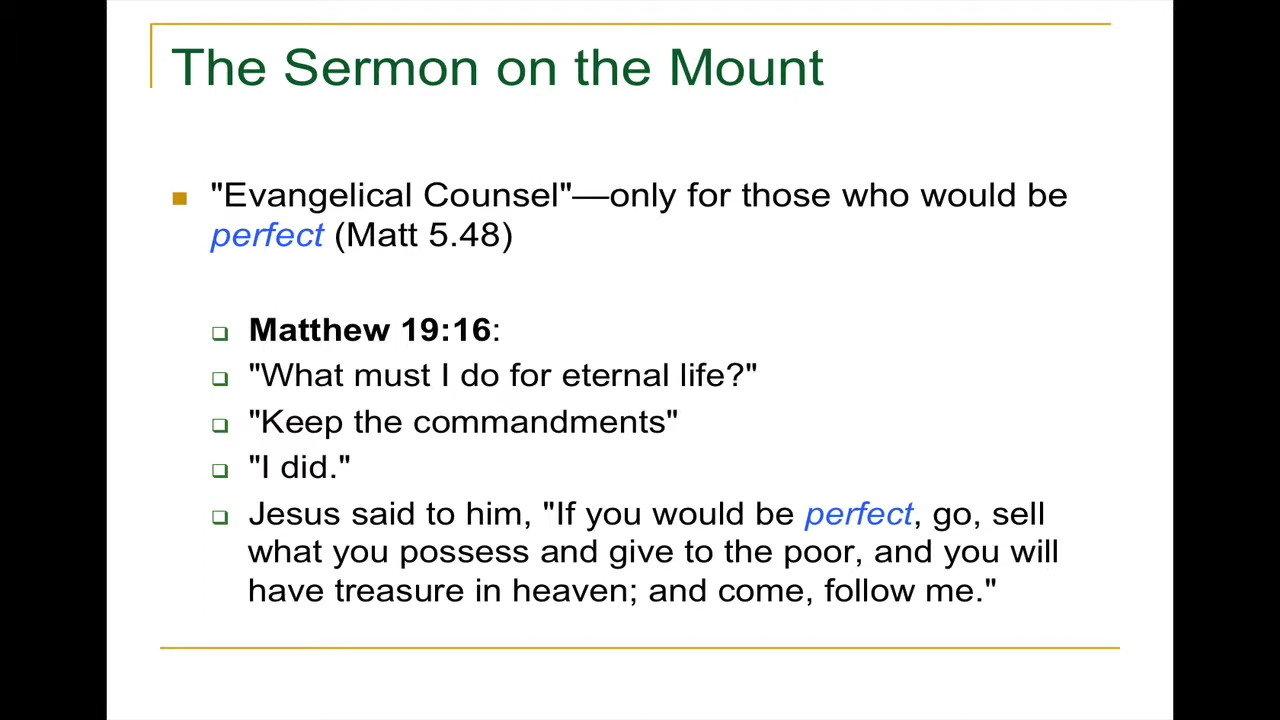 The Sermon on the Mount
"Evangelical Counsel"—only for those who would be
perfect (Matt 5.48)
Matthew 19:16:
"What must I do for eternal life?"
"Keep the commandments"
"I did."
Jesus said to him, "If you would be perfect, go, sell
what you possess and give to the poor, and you will
have treasure in heaven; and come, follow me."